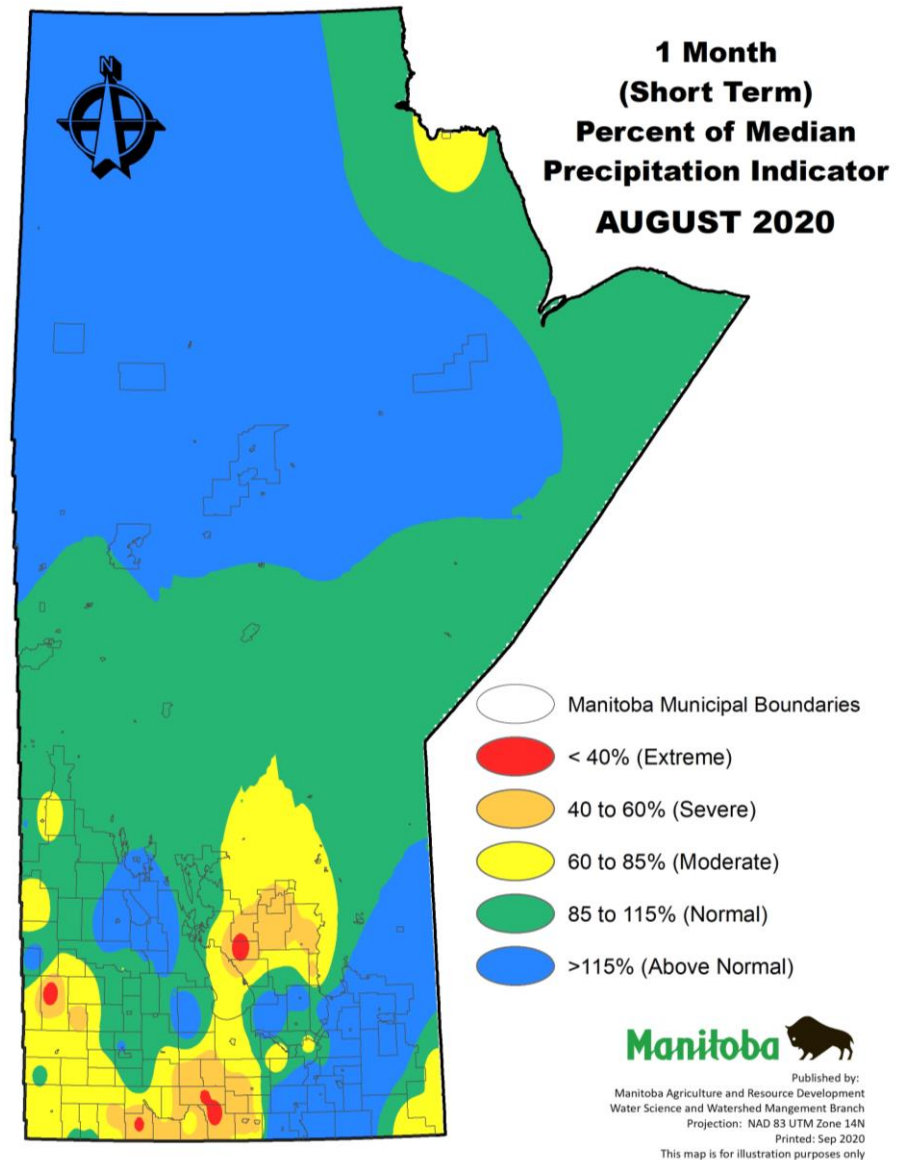 N
1 Month
(Short Term)
Percent of Median
Precipitation Indicator
AUGUST 2020
Manitoba Municipal Boundaries
< 40% (Extreme)
40 to 60% (Severe)
60 to 85% (Moderate)
85 to 115% (Normal)
>115% (Above Normal)
Manitoba
Published by:
Manitoba Agriculture and Resource Development
Water Science and Watershed Mangement Branch
Projection: NAD 83 UTM Zone 14N
Printed: Sep 2020
This map is for illustration purposes only